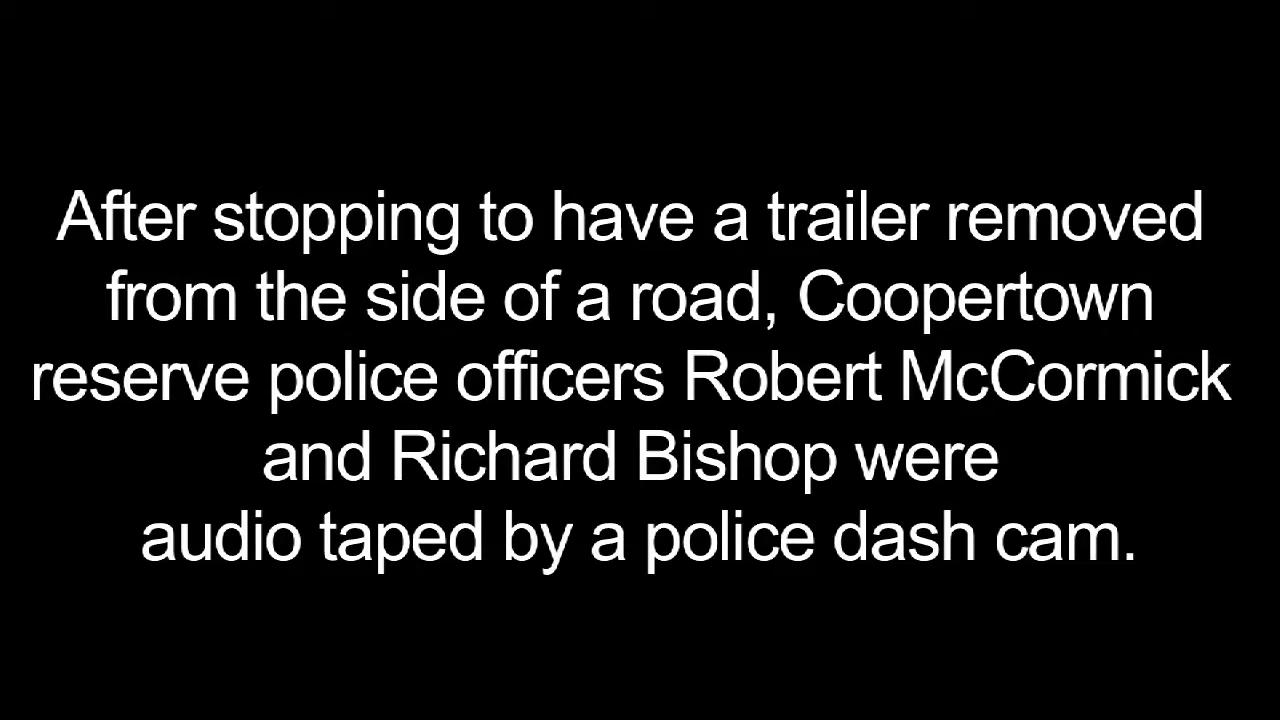 After stopping to have a trailer removed
from the side of a road, Coopertown
reserve police officers Robert McCormick
and Richard Bishop were
audio taped by a police dash cam.